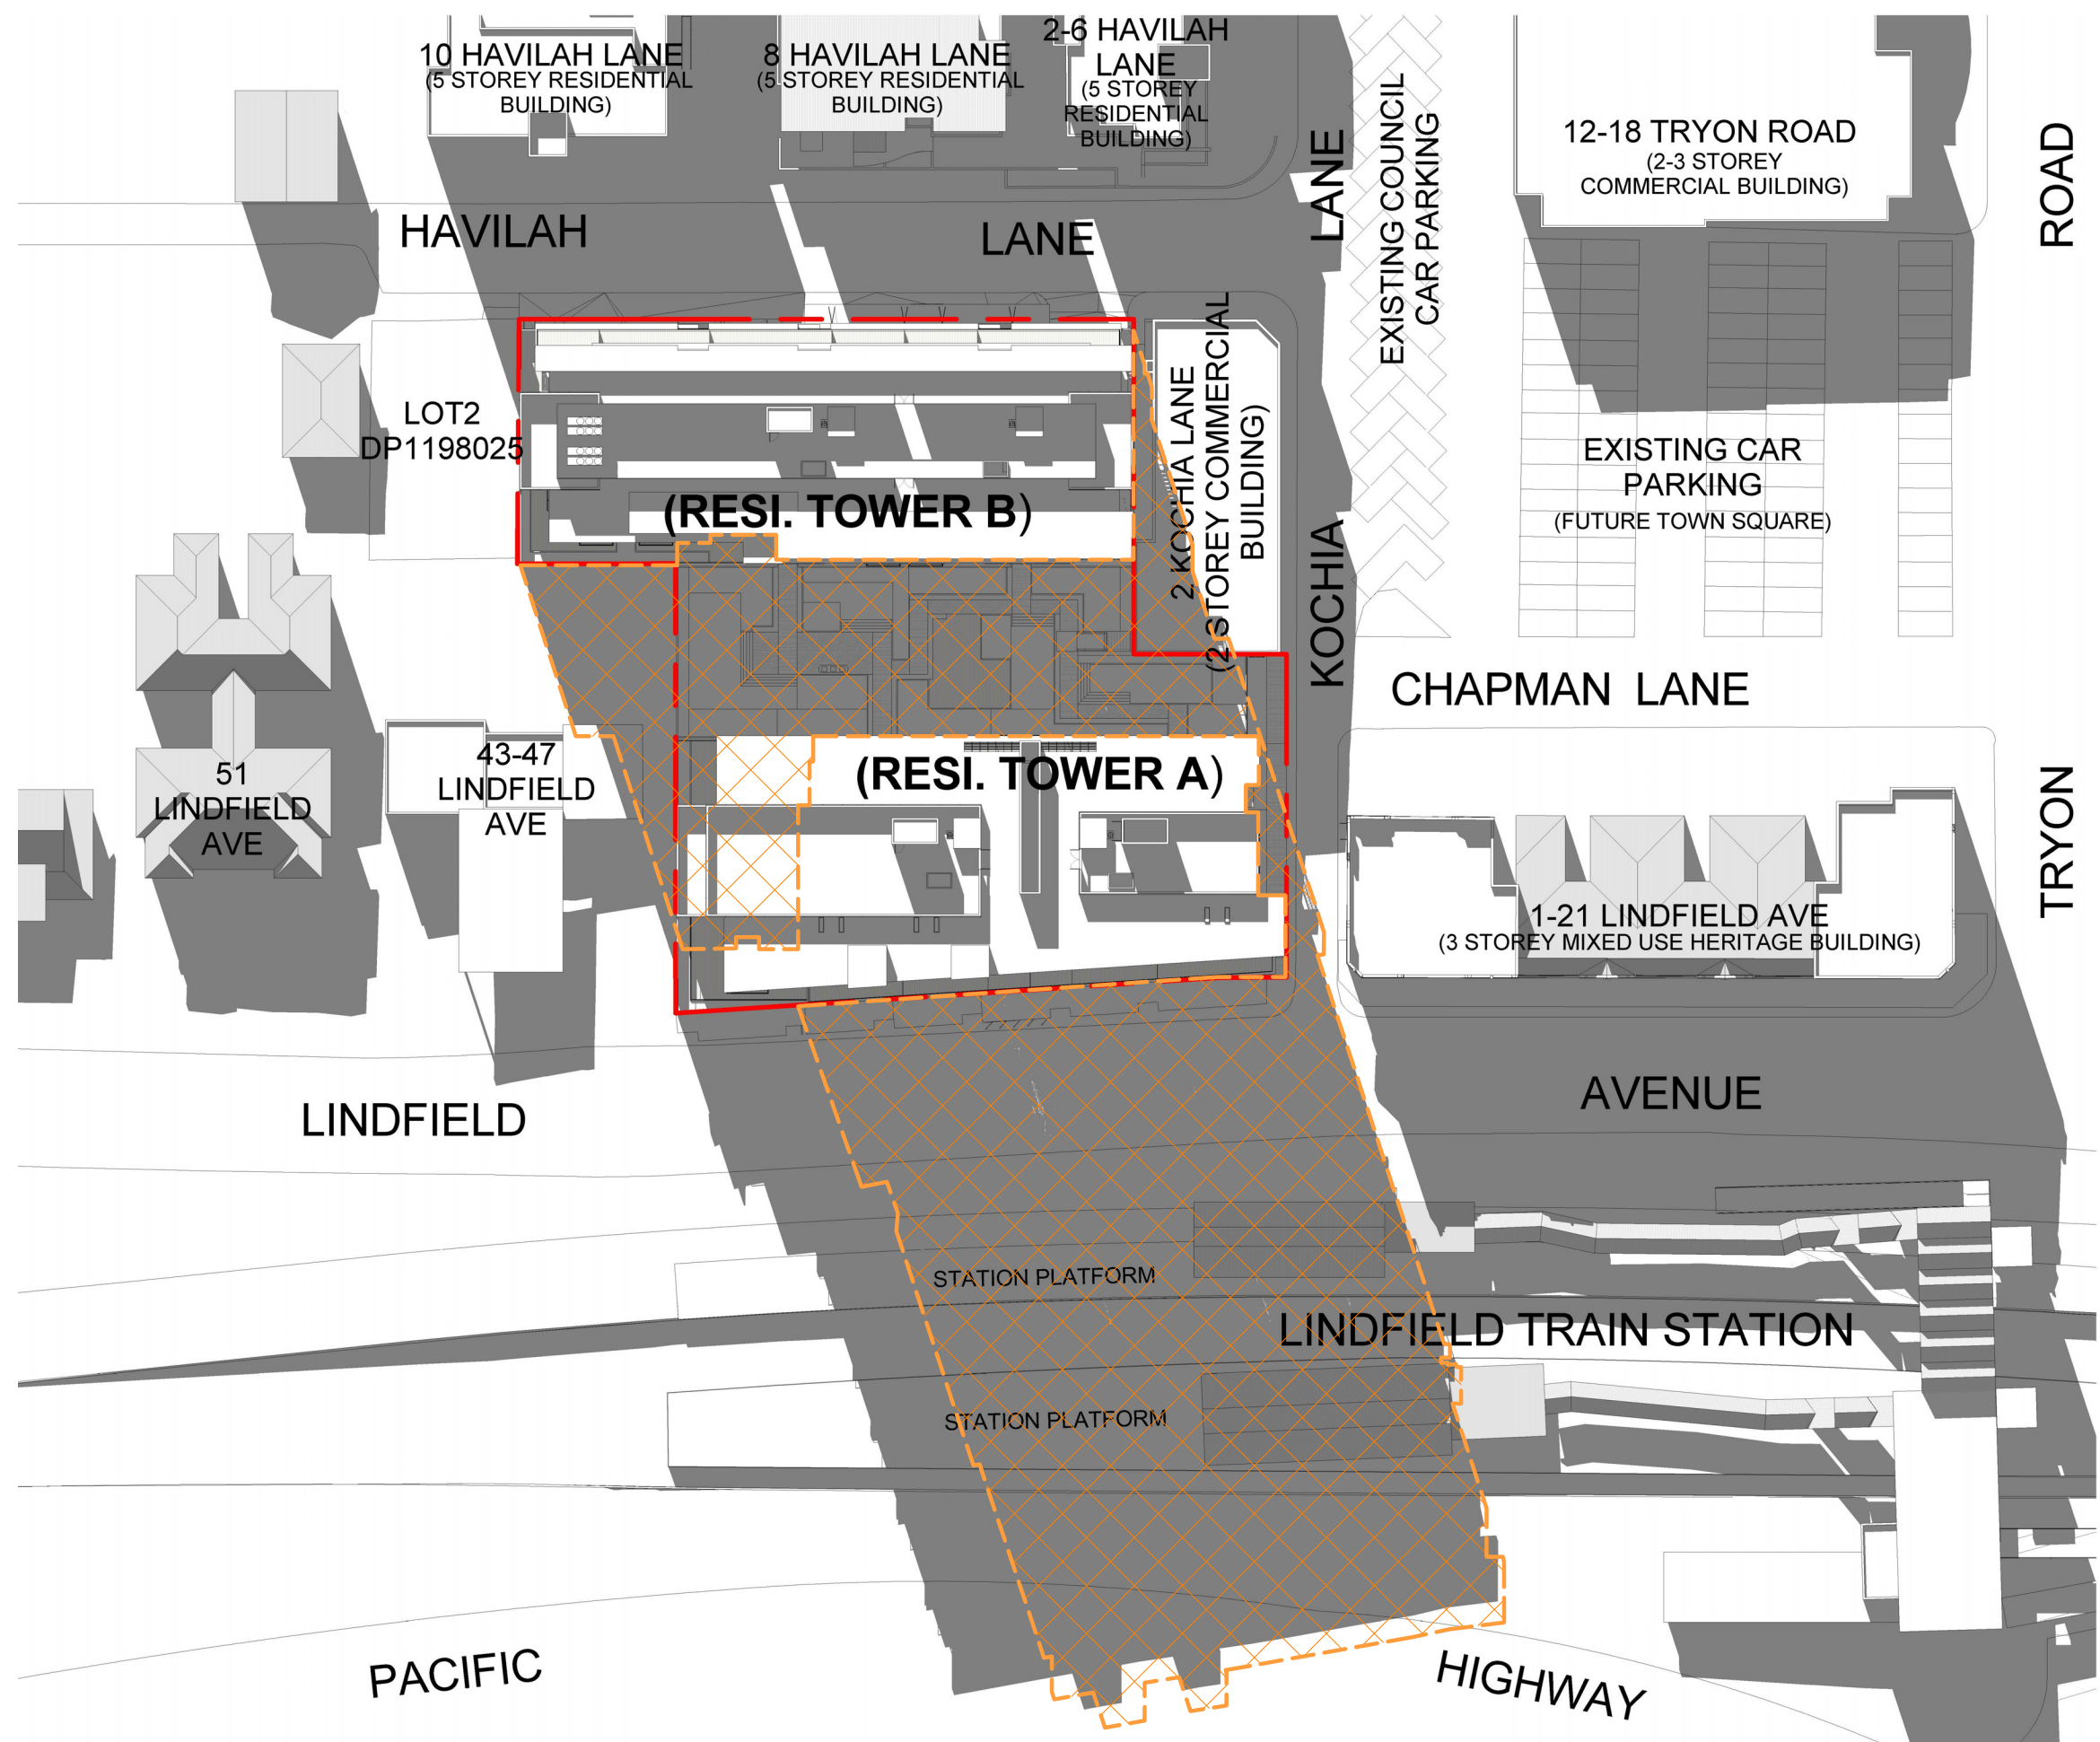 10 HAVILAH LANE
(5 STOREY RESIDENTIAL
BUILDING)
8 HAVILAH LANE
(5 STOREY RESIDENTIAL
BUILDING)
2-6 HAVILAH
LANE
(5 STOREY
RESIDENTIAL
BUILDING)
12-18 TRYON ROAD
(2-3 STOREY
COMMERCIAL BUILDING)
EXISTING COUNCIL
CAR PARKING
HAVILAH
LANE
LANE
ROAD
LOT2
DP1198025
2 KOCHIA LANE
(2 STOREY COMMERCIAL
BUILDING)
EXISTING CAR
PARKING
(FUTURE TOWN SQUARE)
(RESI. TOWER B)
KOCHIA
CHAPMAN LANE
51
LINDFIELD
AVE
43-47
LINDFIELD
AVE
(RESI. TOWER A)
TRYON
1-21 LINDFIELD AVE
(3 STOREY MIXED USE HERITAGE BUILDING)
LINDFIELD
AVENUE
STATION PLATFORM
LINDFIELD TRAIN STATION
STATION PLATFORM
PACIFIC
HIGHWAY